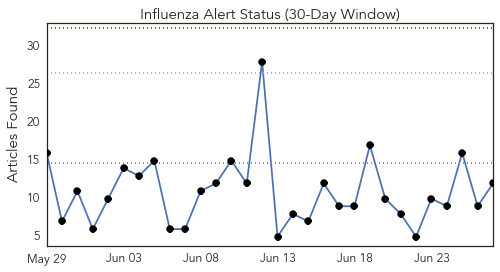 Influenza Alert Status (30-Day Window)
Articles Found
30
25
20
15
10
5
May 29 Jun 03 Jun 08 Jun 13 Jun 18 Jun 23